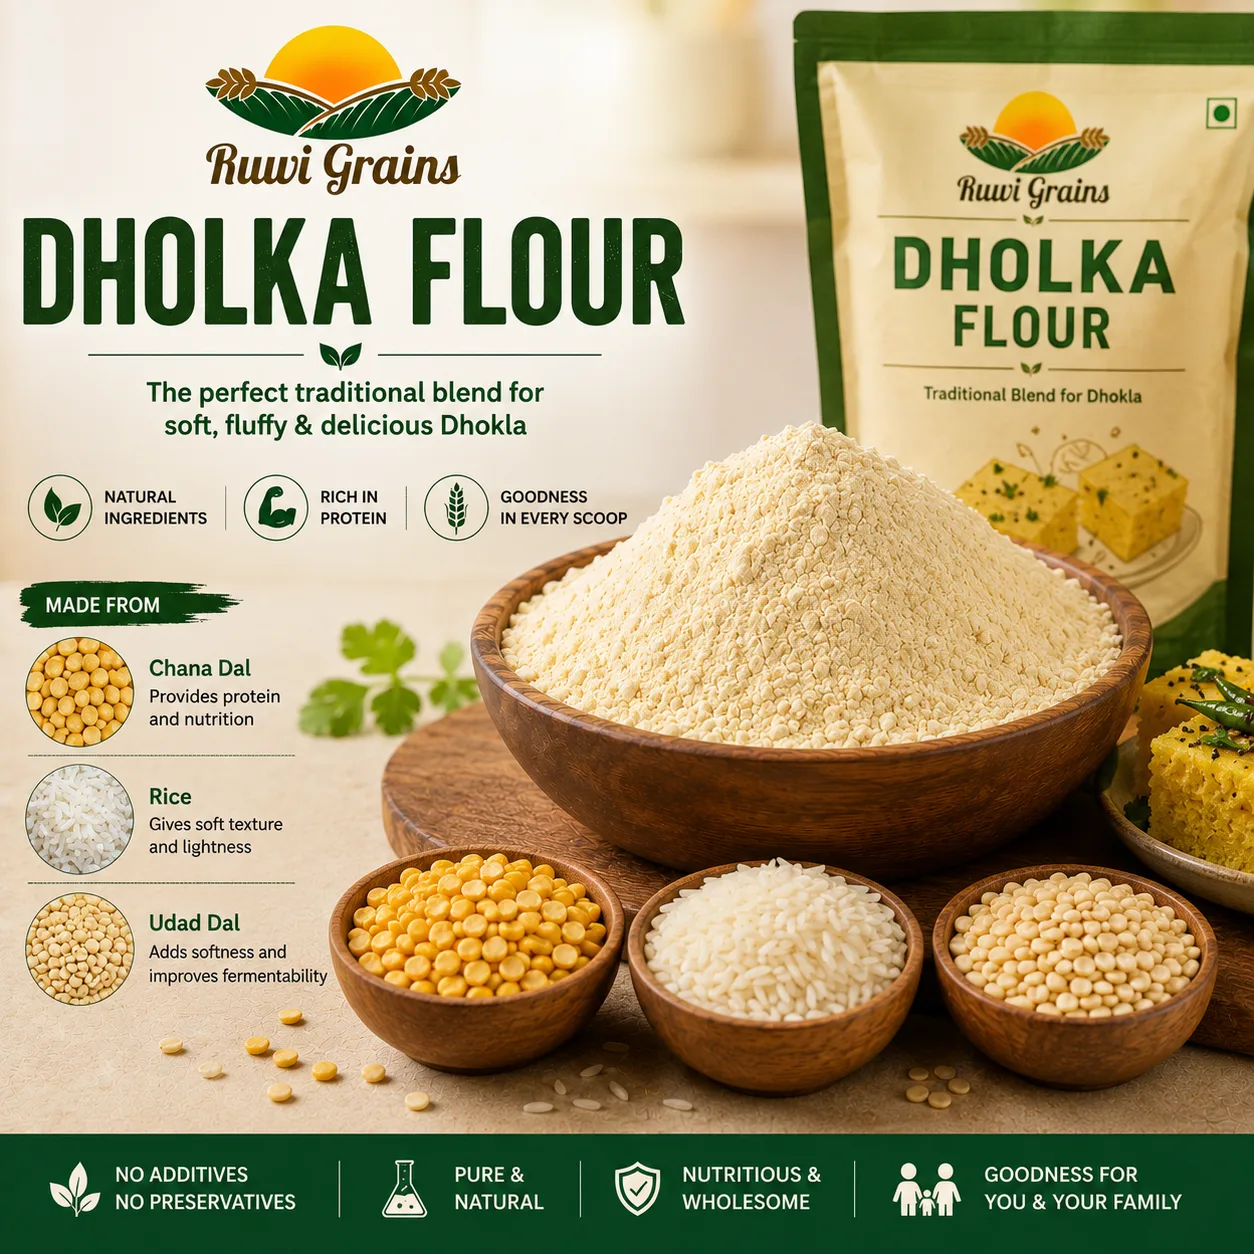 Ruwi Grains
DHOLKA FLOUR
The perfect traditional blend for
soft, fluffy & delicious Dhokla
NATURAL
INGREDIENTS
RICH IN
PROTEIN
GOODNESS
IN EVERY SCOOP
MADE FROM
Chana Dal
Provides protein
and nutrition
Rice
Gives soft texture
and lightness
Udad Dal
Adds softness and
improves fermentability
Ruwi Grains
DHOLKA
FLOUR
Traditional Blend for Dhokla
NO ADDITIVES
NO PRESERVATIVES
PURE &
NATURAL
NUTRITIOUS &
WHOLESOME
GOODNESS FOR
YOU & YOUR FAMILY